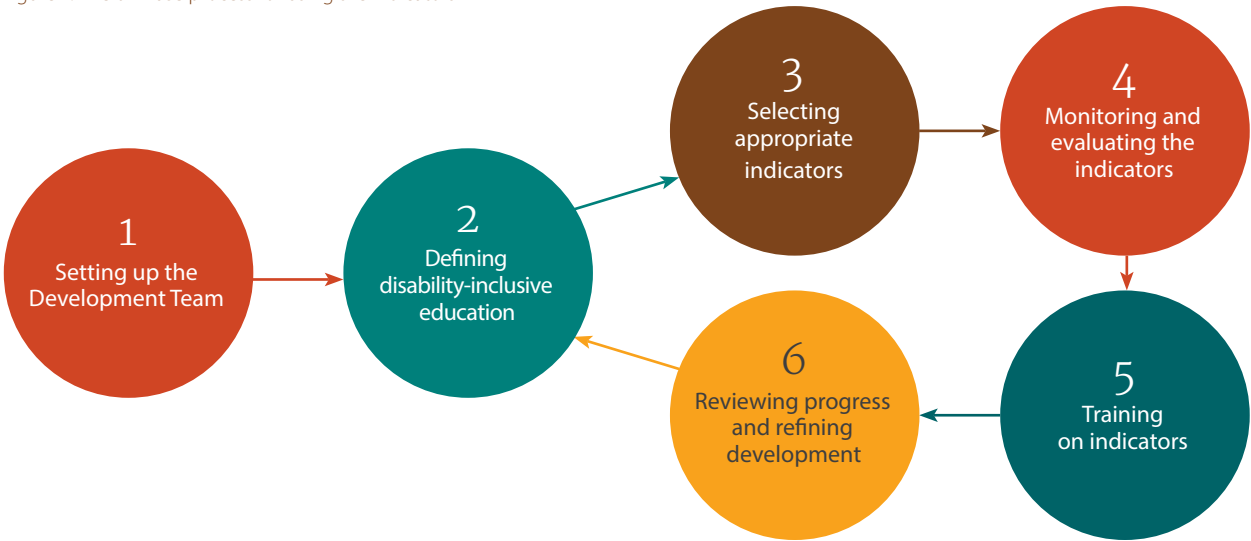 1
Setting up the
Development Team
2
Defining
disability-inclusive
education
3
Selecting
appropriate
indicators
4
Monitoring and
evaluating the
indicators
5
Training
on indicators
6
Reviewing progress
and refining
development